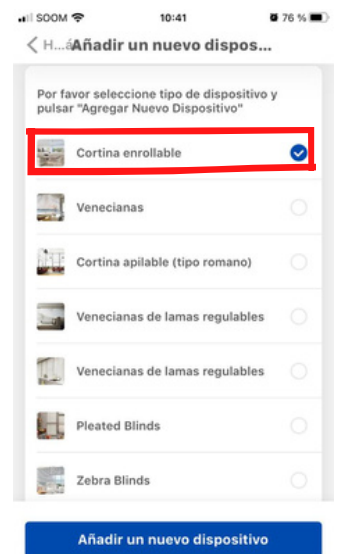 SOOM 10:41 76 %
H...á Añadir un nuevo dispos...
Por favor seleccione tipo de dispositivo y
pulsar "Agregar Nuevo Dispositivo"
Cortina enrollable
Venecianas
Cortina apilable (tipo romano)
Venecianas de lamas regulables
Venecianas de lamas regulables
Pleated Blinds
Zebra Blinds
Añadir un nuevo dispositivo